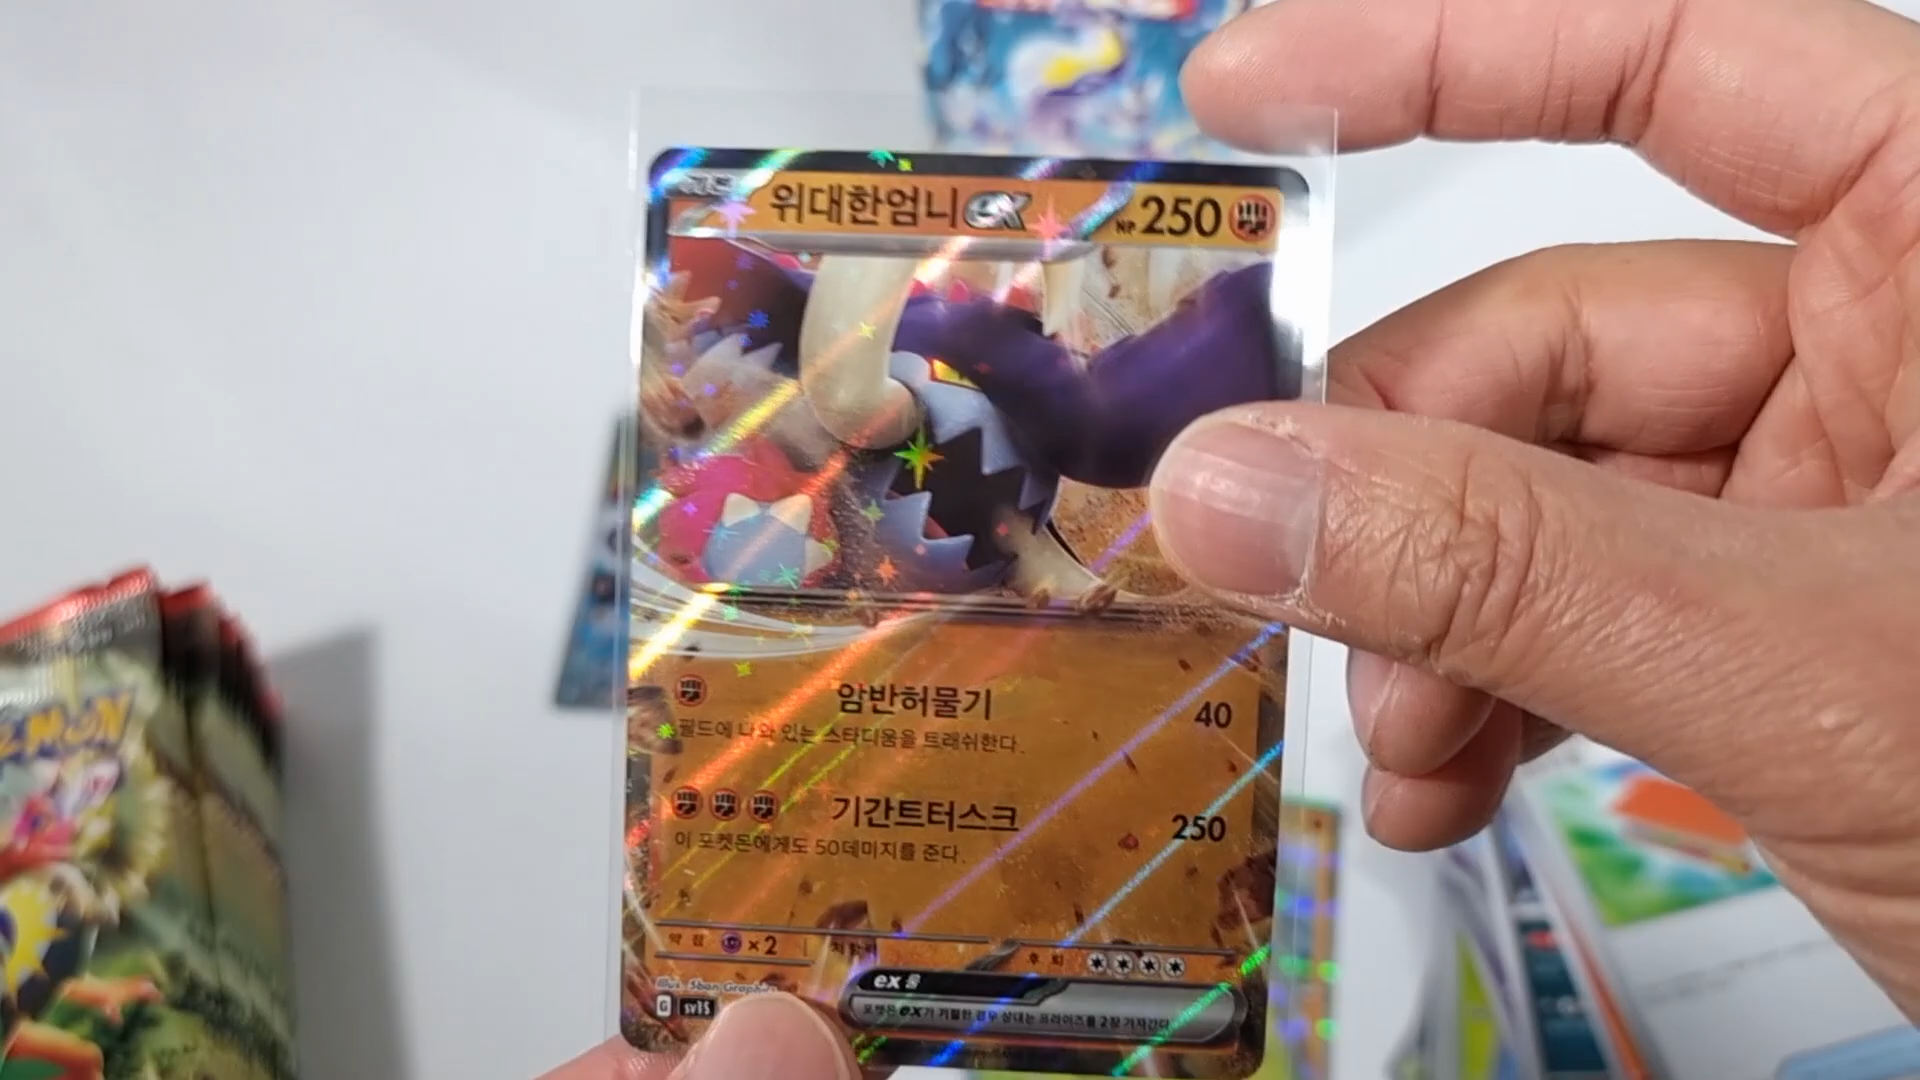 위대한엄니 ex HP 250
암반허물기 40
필드에 나와 있는 스타디움을 트래쉬한다.
기간트터스크 250
이 포켓몬에게도 50데미지를 준다.
약점 ×2 저항력
후퇴
Illus. 5ban Graphics
ex룰
G sv1S
포켓몬 ex가 기절한 경우 상대는 프라이즈를 2장 가져간다.